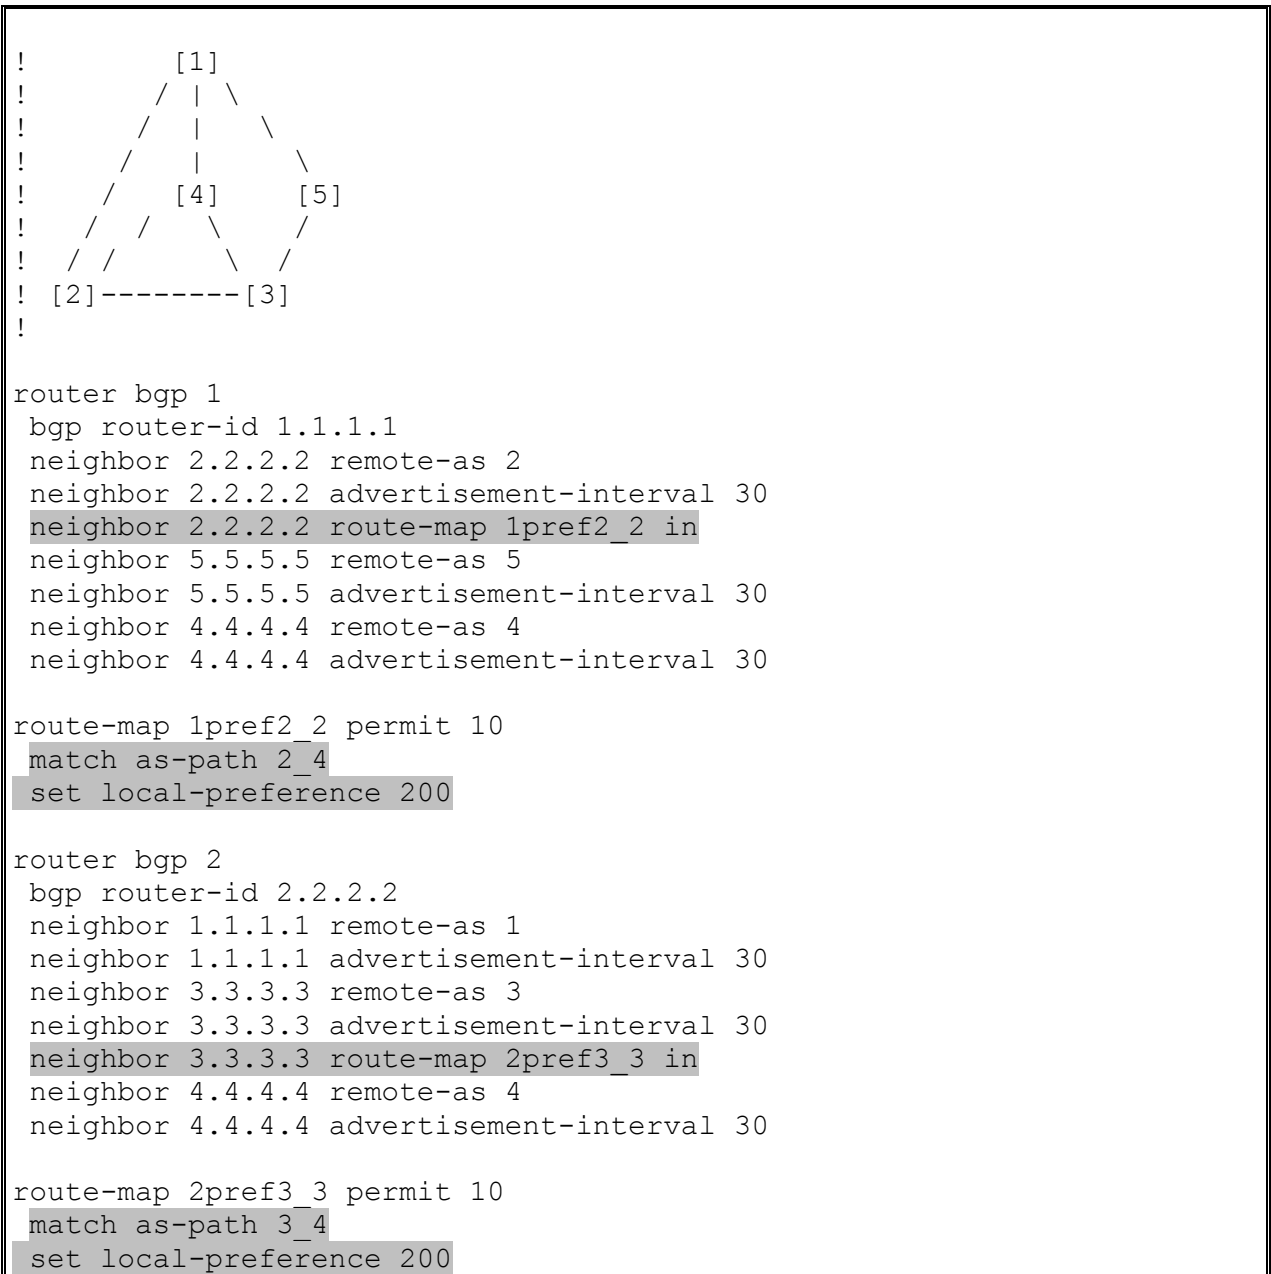 !         [1]
!        / | \
!       /  |   \
!      /   |     \
!     /   [4]    [5]
!    /  /   \    /
!   / /      \  /
!  [2]--------[3]
!
router bgp 1
 bgp router-id 1.1.1.1
 neighbor 2.2.2.2 remote-as 2
 neighbor 2.2.2.2 advertisement-interval 30
 neighbor 2.2.2.2 route-map 1pref2_2 in
 neighbor 5.5.5.5 remote-as 5
 neighbor 5.5.5.5 advertisement-interval 30
 neighbor 4.4.4.4 remote-as 4
 neighbor 4.4.4.4 advertisement-interval 30
route-map 1pref2_2 permit 10
 match as-path 2_4
 set local-preference 200
router bgp 2
 bgp router-id 2.2.2.2
 neighbor 1.1.1.1 remote-as 1
 neighbor 1.1.1.1 advertisement-interval 30
 neighbor 3.3.3.3 remote-as 3
 neighbor 3.3.3.3 advertisement-interval 30
 neighbor 3.3.3.3 route-map 2pref3_3 in
 neighbor 4.4.4.4 remote-as 4
 neighbor 4.4.4.4 advertisement-interval 30
route-map 2pref3_3 permit 10
 match as-path 3_4
 set local-preference 200